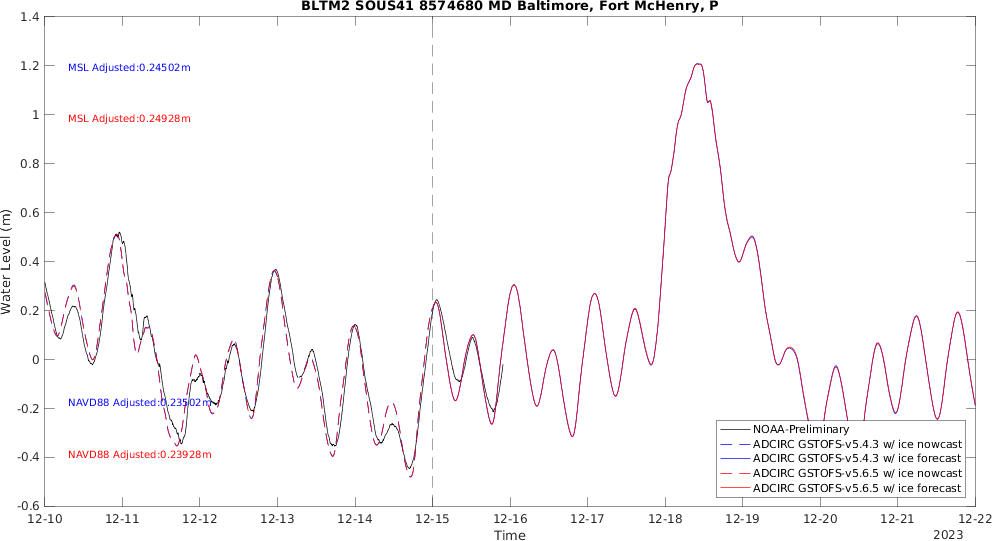 BLTM2 SOUS41 8574680 MD Baltimore, Fort McHenry, P
1.4
1.2
1
0.8
0.6
0.4
0.2
0
-0.2
-0.4
-0.6
Water Level (m)
MSL Adjusted:0.24502m
MSL Adjusted:0.24928m
NAVD88 Adjusted:0.23502m
NAVD88 Adjusted:0.23928m
NOAA-Preliminary
ADCIRC GSTOFS-v5.4.3 w/ ice nowcast
ADCIRC GSTOFS-v5.4.3 w/ ice forecast
ADCIRC GSTOFS-v5.6.5 w/ ice nowcast
ADCIRC GSTOFS-v5.6.5 w/ ice forecast
12-10 12-11 12-12 12-13 12-14 12-15 12-16 12-17 12-18 12-19 12-20 12-21 12-22
Time
2023